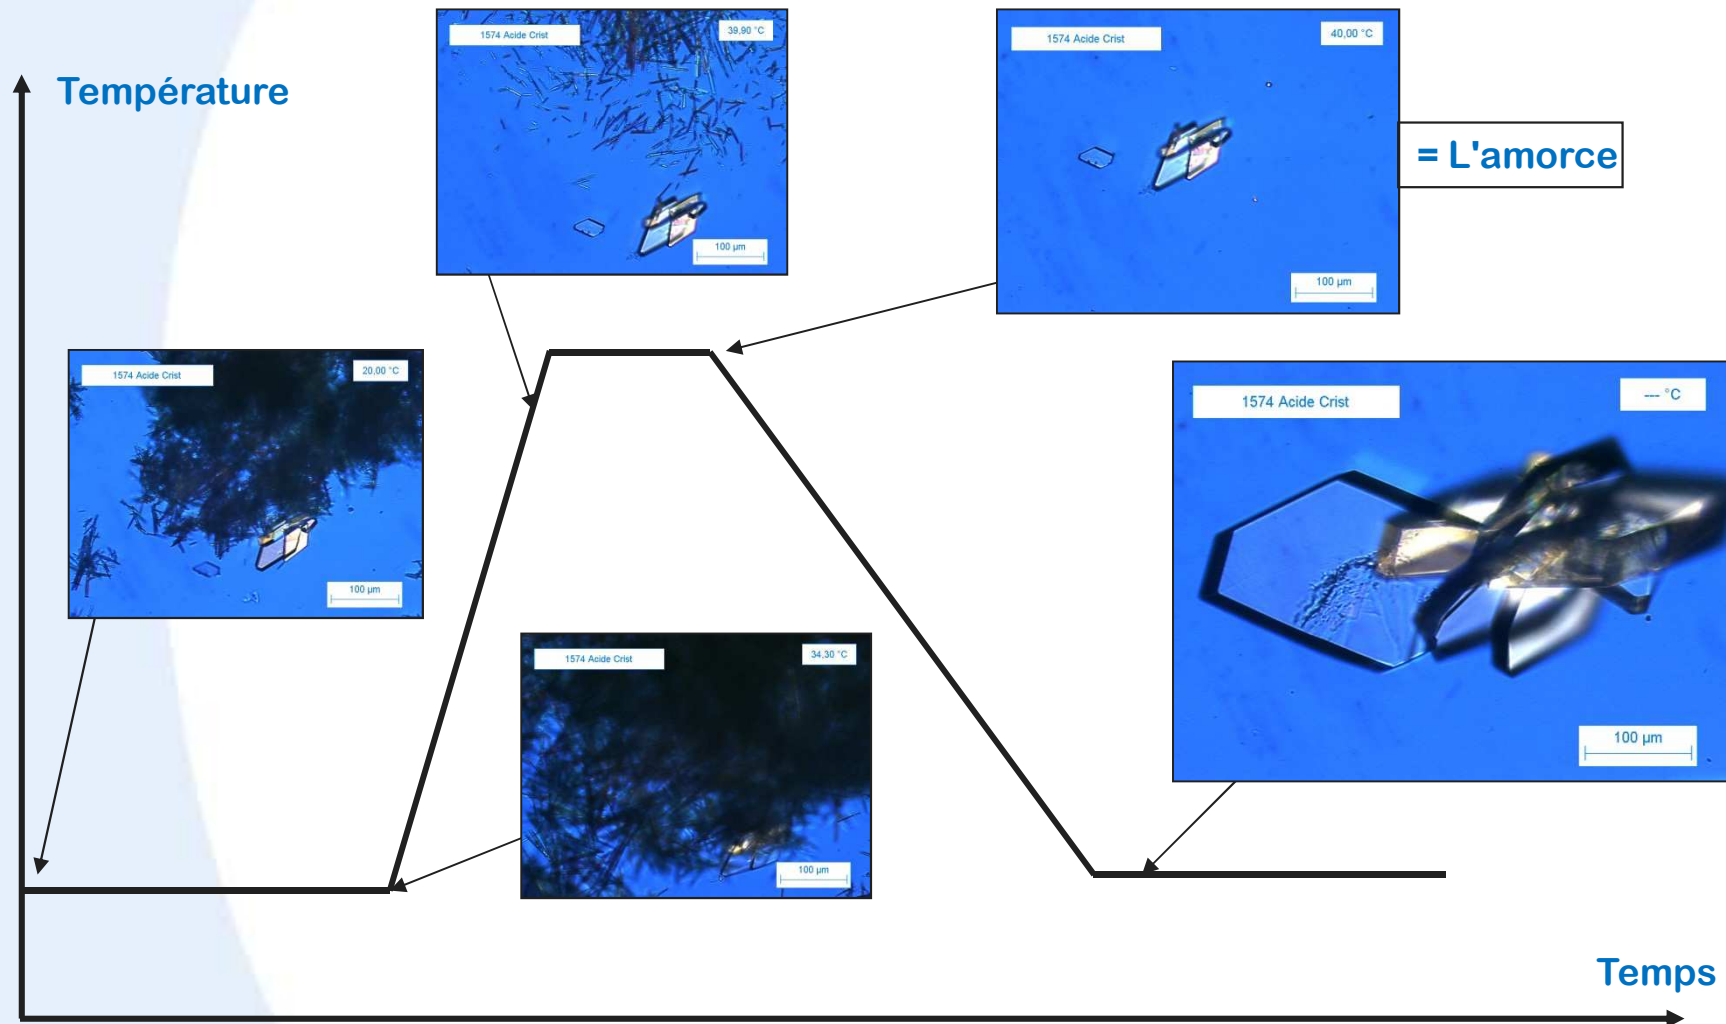 1574 Acide Crist
39,90 °C
100 µm
1574 Acide Crist
40,00 °C
100 µm
= L'amorce
Température
1574 Acide Crist
20,00 °C
100 µm
1574 Acide Crist
--- °C
100 µm
1574 Acide Crist
34,30 °C
100 µm
Temps